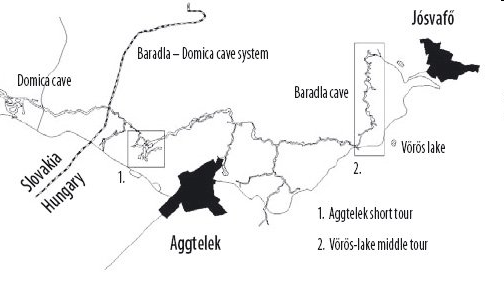 Jósvafő
Baradla – Domica cave system
Domica cave
Baradla cave
Vörös lake
Slovakia
Hungary
1.
2.
1. Aggtelek short tour
Aggtelek
2. Vörös-lake middle tour